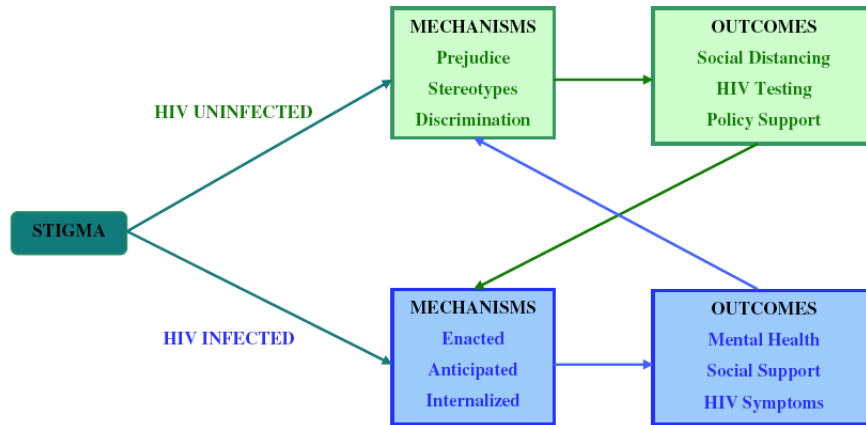 MECHANISMS
Prejudice
Stereotypes
Discrimination
OUTCOMES
Social Distancing
HIV Testing
Policy Support
HIV UNINFECTED
STIGMA
HIV INFECTED
MECHANISMS
Enacted
Anticipated
Internalized
OUTCOMES
Mental Health
Social Support
HIV Symptoms